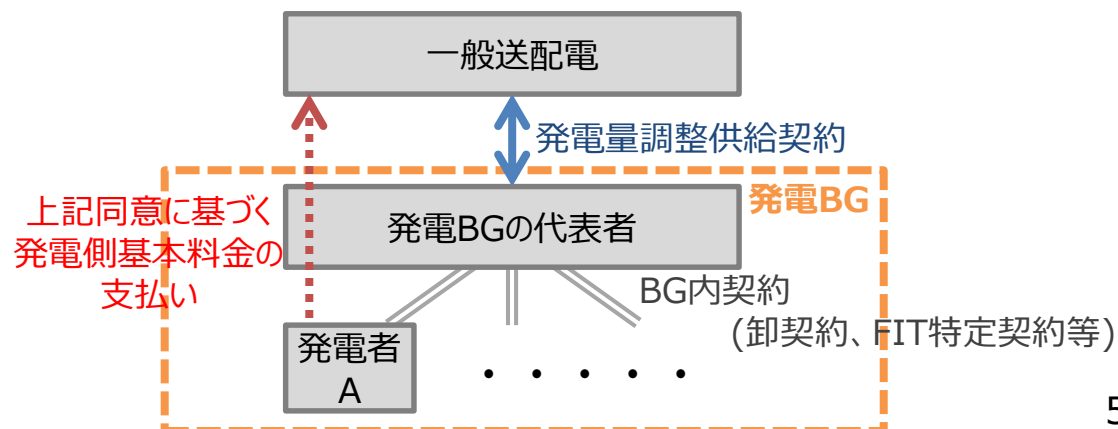 一般送配電
発電量調整供給契約
発電BG
上記同意に基づく
発電側基本料金の
支払い
発電BGの代表者
BG内契約
(卸契約、FIT特定契約等)
発電者
A
・・・・・
5